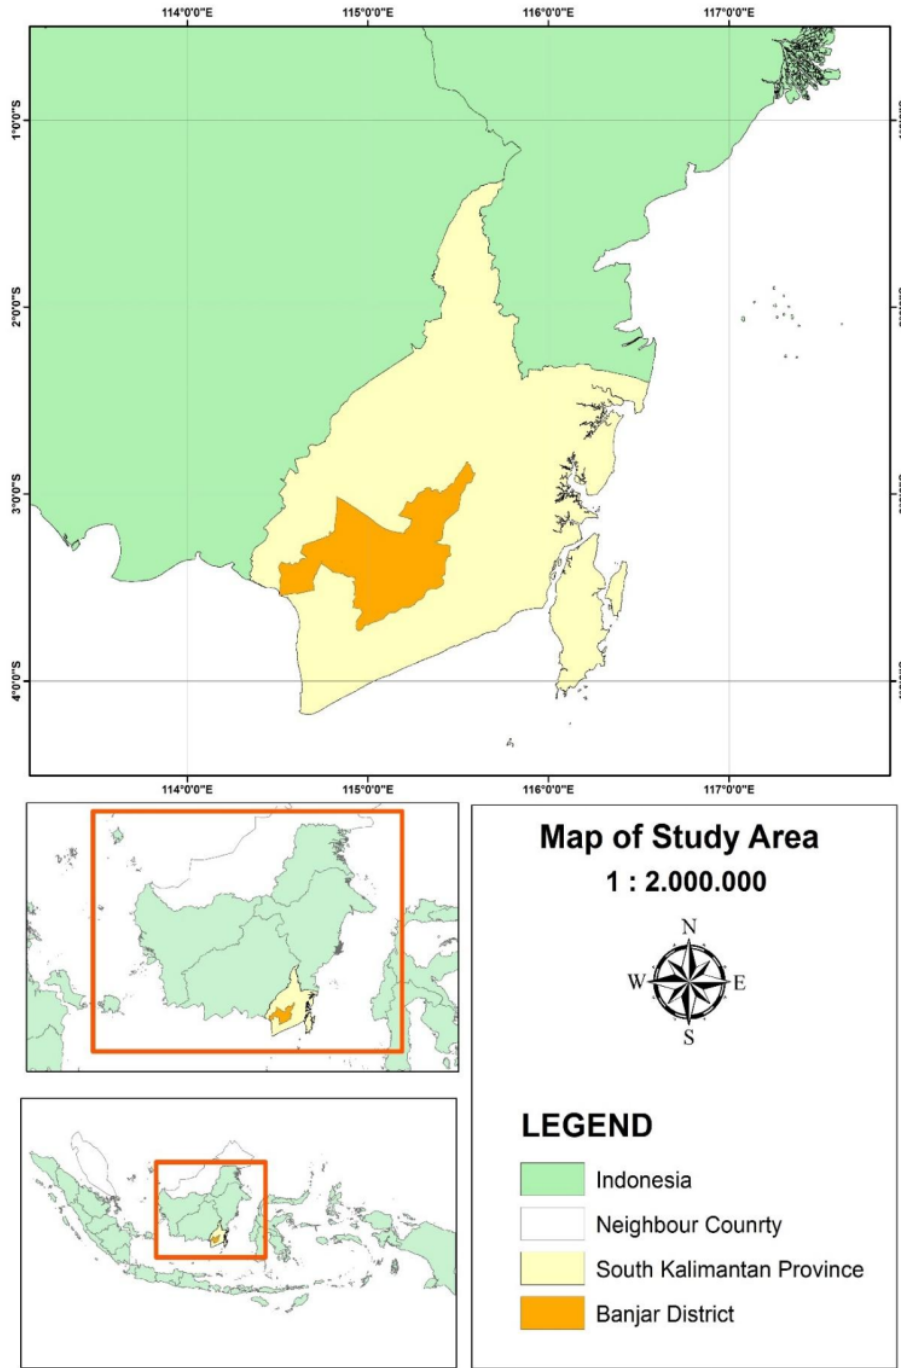 114°0'0"E 115°0'0"E 116°0'0"E 117°0'0"E
1°0'0"S
2°0'0"S
3°0'0"S
4°0'0"S
114°0'0"E 115°0'0"E 116°0'0"E 117°0'0"E
Map of Study Area
1 : 2.000.000
N
W E
S
LEGEND
Indonesia
Neighbour Counrty
South Kalimantan Province
Banjar District